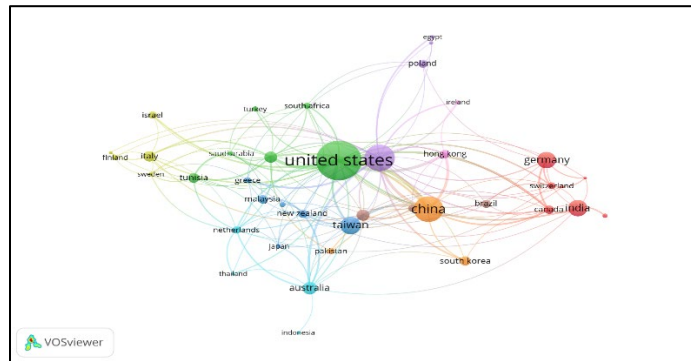 egypt
poland
ireland
south africa
turkey
israel
saudi arabia
united states
hong kong
germany
finland
italy
sweden
tunisia
greece
switzerland
malaysia
brazil
canada
india
new zealand
china
taiwan
netherlands
japan
pakistan
south korea
thailand
australia
indonesia
VOSviewer